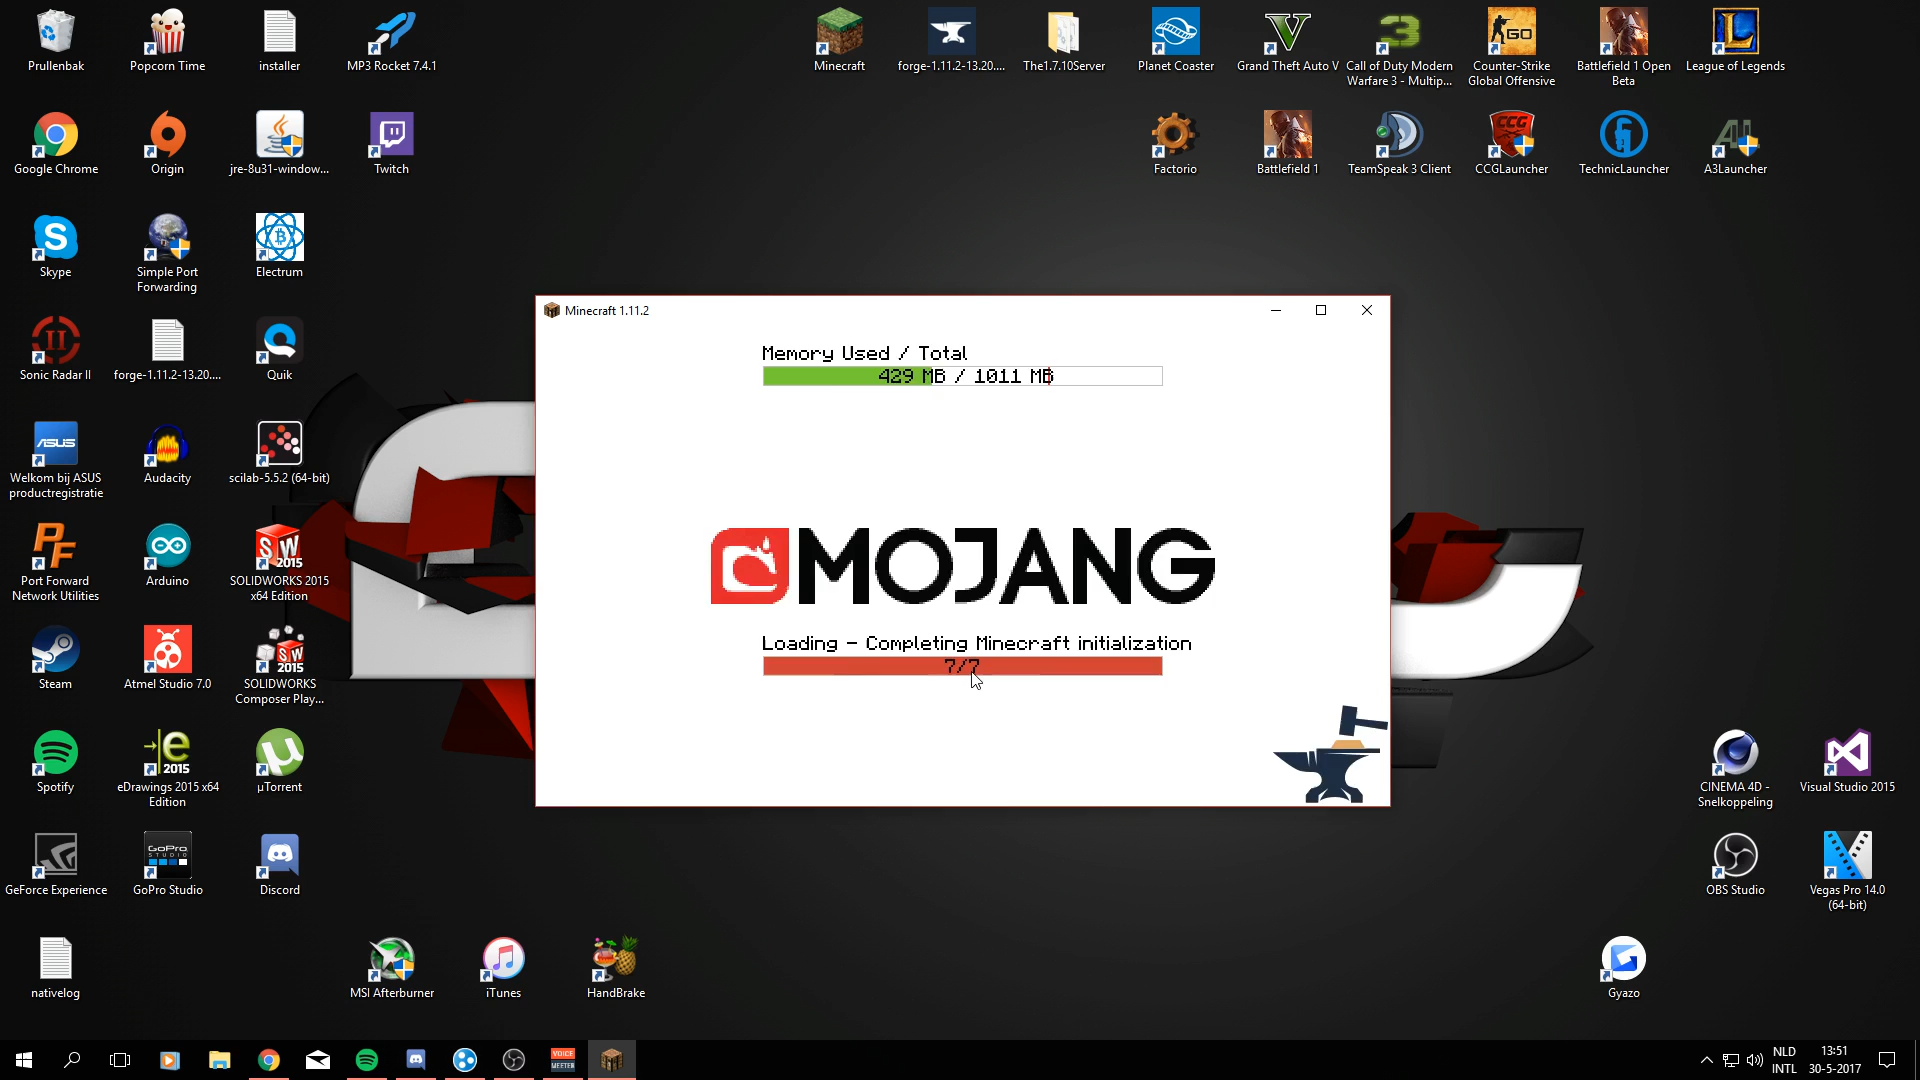 Prullenbak
Popcorn Time
installer
MP3 Rocket 7.4.1
Minecraft
forge-1.11.2-13.20....
The1.7.10Server
Planet Coaster
Grand Theft Auto V
Call of Duty Modern
Warfare 3 - Multip...
Counter-Strike
Global Offensive
Battlefield 1 Open
Beta
League of Legends
Google Chrome
Origin
jre-8u31-window...
Twitch
Factorio
Battlefield 1
TeamSpeak 3 Client
CCGLauncher
TechnicLauncher
A3Launcher
Skype
Simple Port
Forwarding
Electrum
Sonic Radar II
forge-1.11.2-13.20....
Quik
Minecraft 1.11.2
Memory Used / Total
429 MB / 1011 MB
MOJANG
Loading - Completing Minecraft initialization
7/7
Welkom bij ASUS
productregistratie
Audacity
scilab-5.5.2 (64-bit)
Port Forward
Network Utilities
Arduino
SOLIDWORKS 2015
x64 Edition
Steam
Atmel Studio 7.0
SOLIDWORKS
Composer Play...
Spotify
eDrawings 2015 x64
Edition
µTorrent
CINEMA 4D -
Snelkoppeling
Visual Studio 2015
GeForce Experience
GoPro Studio
Discord
OBS Studio
Vegas Pro 14.0
(64-bit)
nativelog
MSI Afterburner
iTunes
HandBrake
Gyazo
VOICE
MEETER
NLD
INTL
13:51
30-5-2017